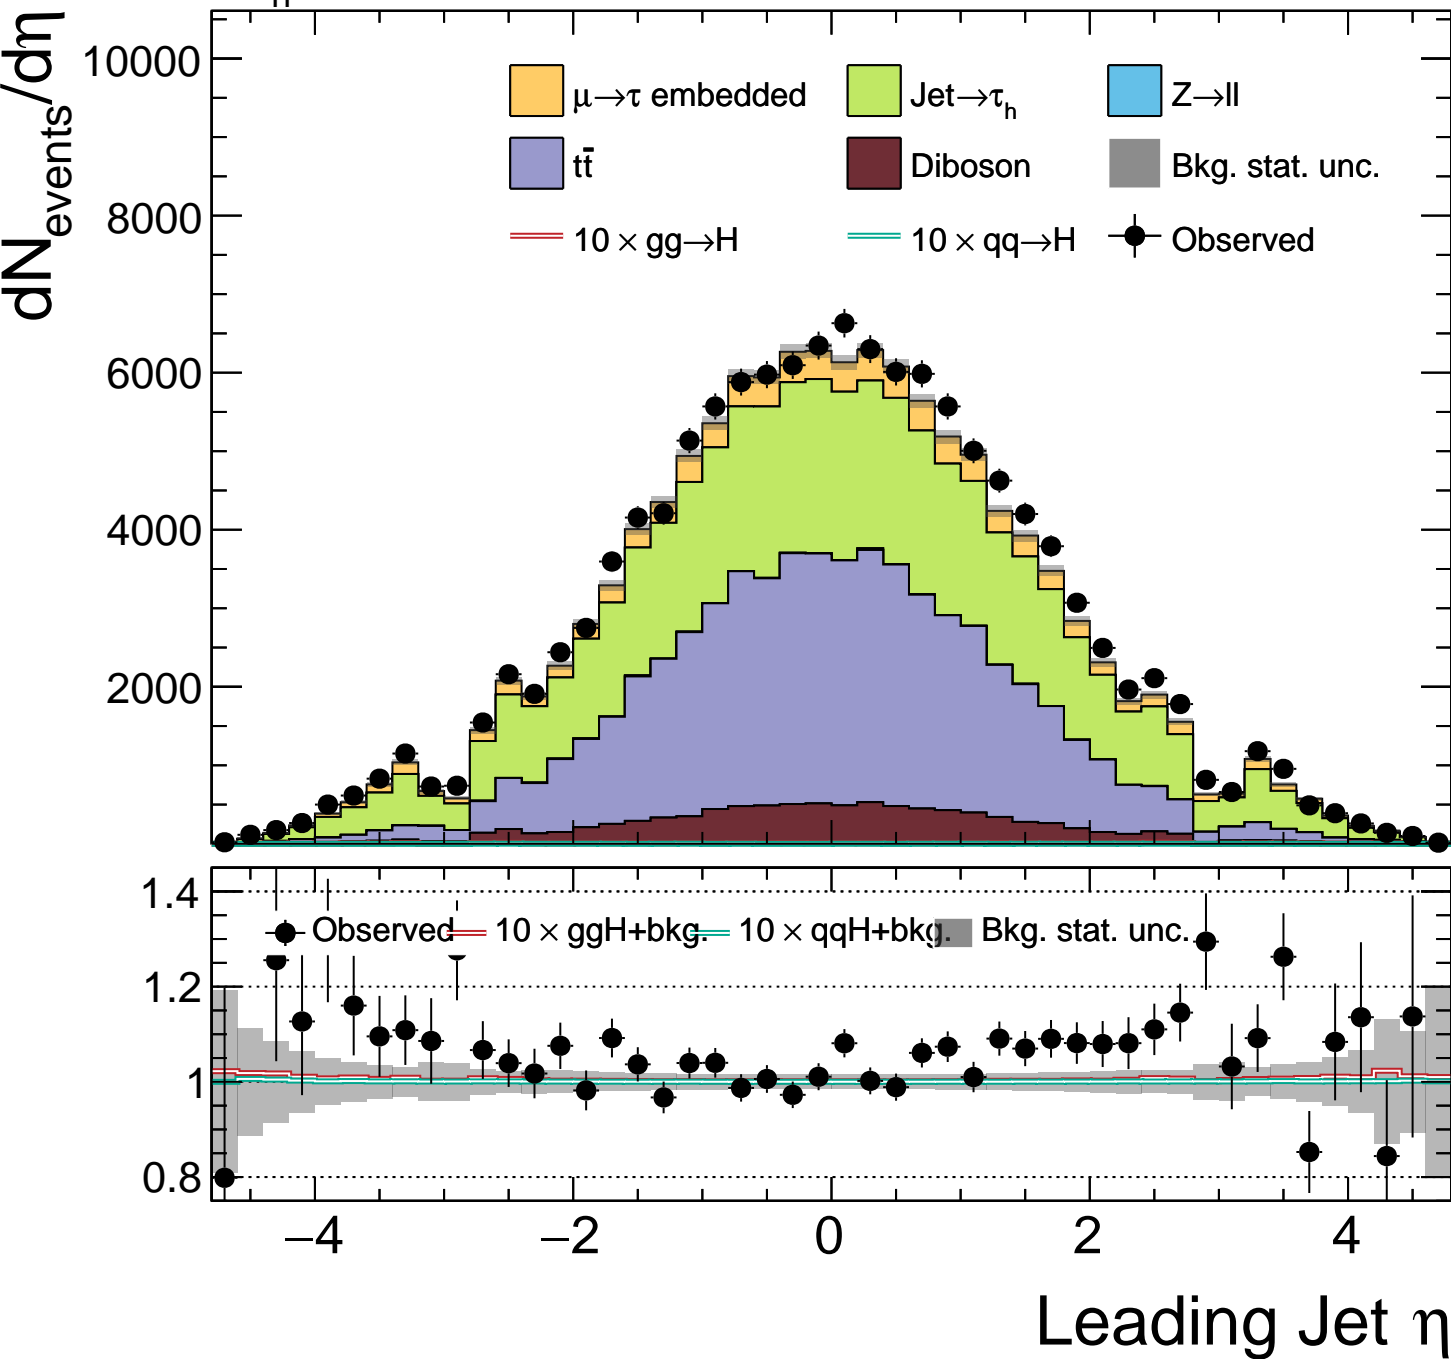 dN_events/dη
10000
8000
6000
4000
2000
μ→τ embedded Jet→τ_h Z→ll
tt̄ Diboson Bkg. stat. unc.
10 × gg→H 10 × qq→H Observed
1.4
1.2
1
0.8
Observed 10 × ggH+bkg. 10 × qqH+bkg. Bkg. stat. unc.
−4 −2 0 2 4
Leading Jet η